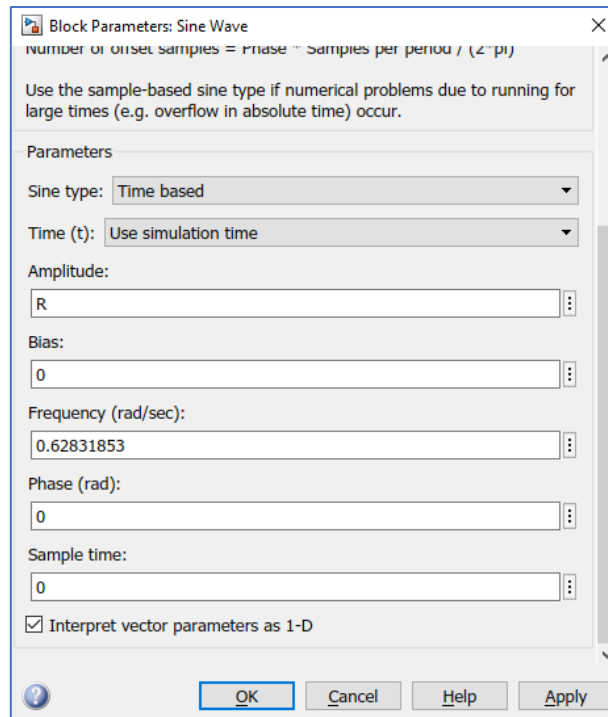 Block Parameters: Sine Wave
Number of offset samples = Phase * Samples per period / (2*pi)
Use the sample-based sine type if numerical problems due to running for
large times (e.g. overflow in absolute time) occur.
Parameters
Sine type: Time based
Time (t): Use simulation time
Amplitude:
R
Bias:
0
Frequency (rad/sec):
0.62831853
Phase (rad):
0
Sample time:
0
Interpret vector parameters as 1-D
OK Cancel Help Apply